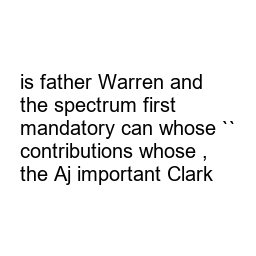 is father Warren and
the spectrum first
mandatory can whose ``
contributions whose ,
the Aj important Clark